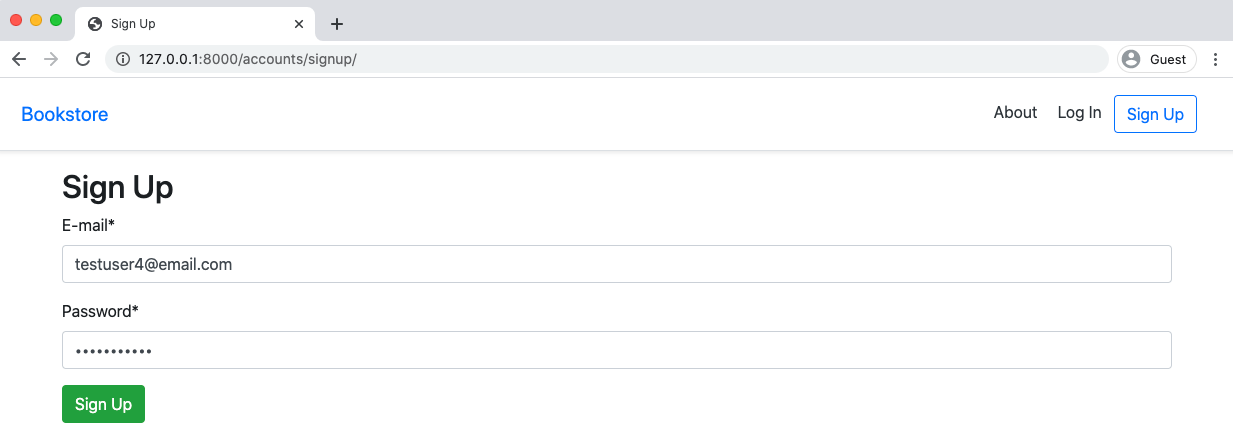 Sign Up
127.0.0.1:8000/accounts/signup/
Guest
Bookstore
About Log In Sign Up
Sign Up
E-mail*
testuser4@email.com
Password*
•••••••••••
Sign Up